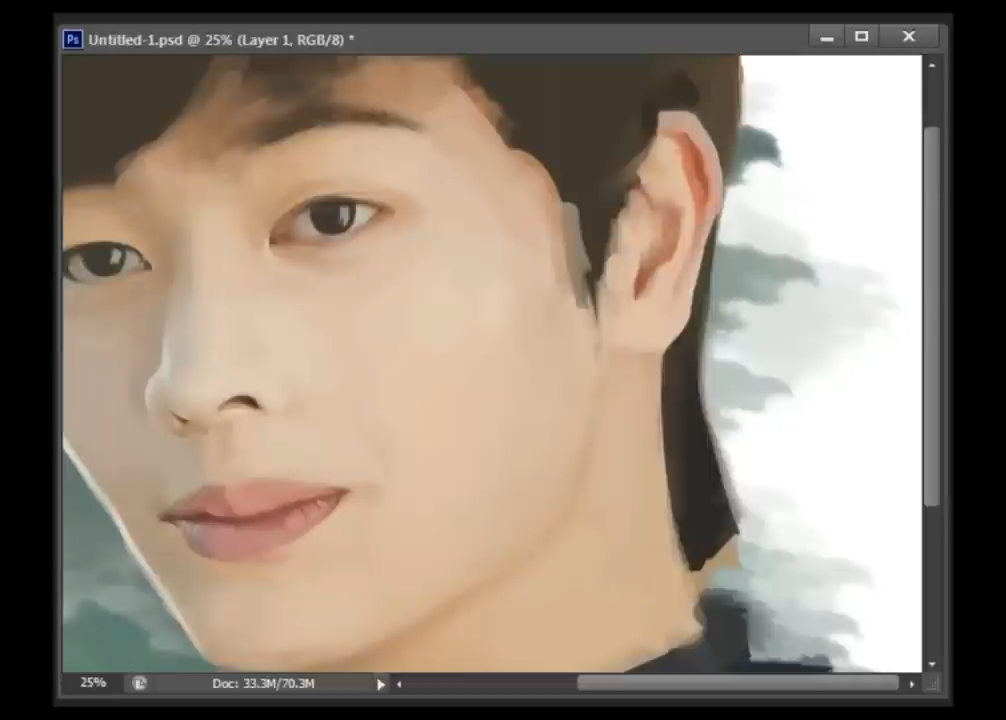 Ps Untitled-1.psd @ 25% (Layer 1, RGB/8) *
25% Doc: 33.3M/70.3M